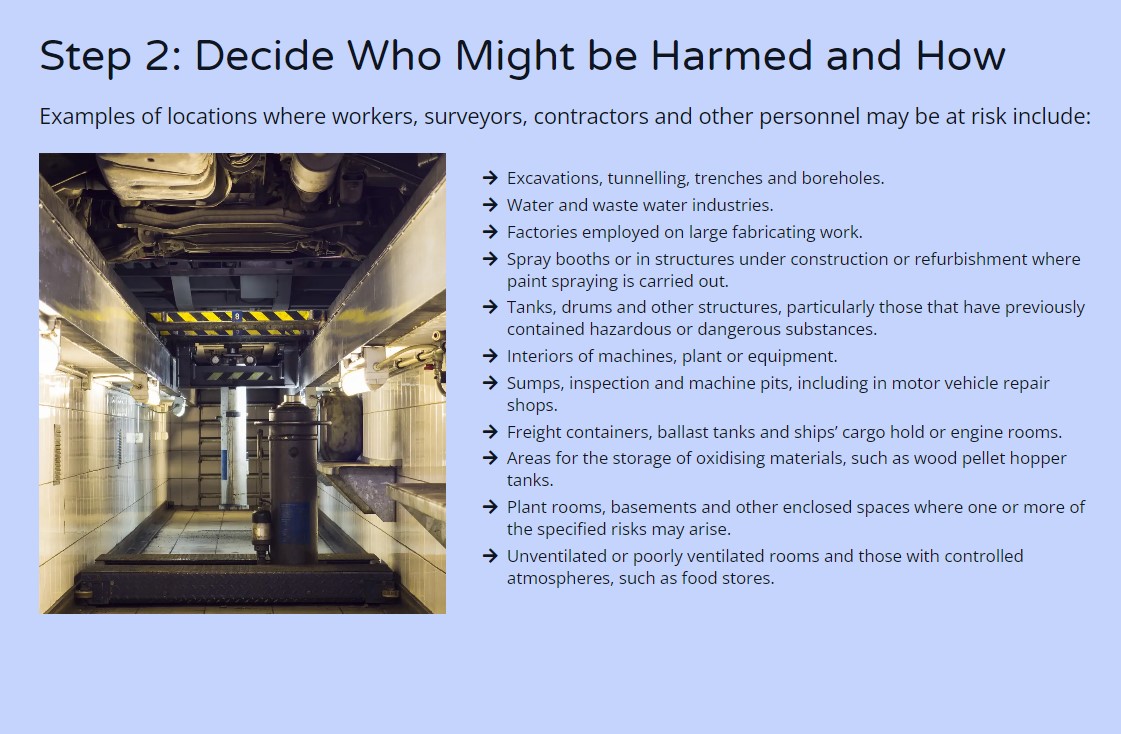 Step 2: Decide Who Might be Harmed and How
Examples of locations where workers, surveyors, contractors and other personnel may be at risk include:
Excavations, tunnelling, trenches and boreholes.
Water and waste water industries.
Factories employed on large fabricating work.
Spray booths or in structures under construction or refurbishment where
paint spraying is carried out.
Tanks, drums and other structures, particularly those that have previously
contained hazardous or dangerous substances.
Interiors of machines, plant or equipment.
Sumps, inspection and machine pits, including in motor vehicle repair
shops.
Freight containers, ballast tanks and ships’ cargo hold or engine rooms.
Areas for the storage of oxidising materials, such as wood pellet hopper
tanks.
Plant rooms, basements and other enclosed spaces where one or more of
the specified risks may arise.
Unventilated or poorly ventilated rooms and those with controlled
atmospheres, such as food stores.